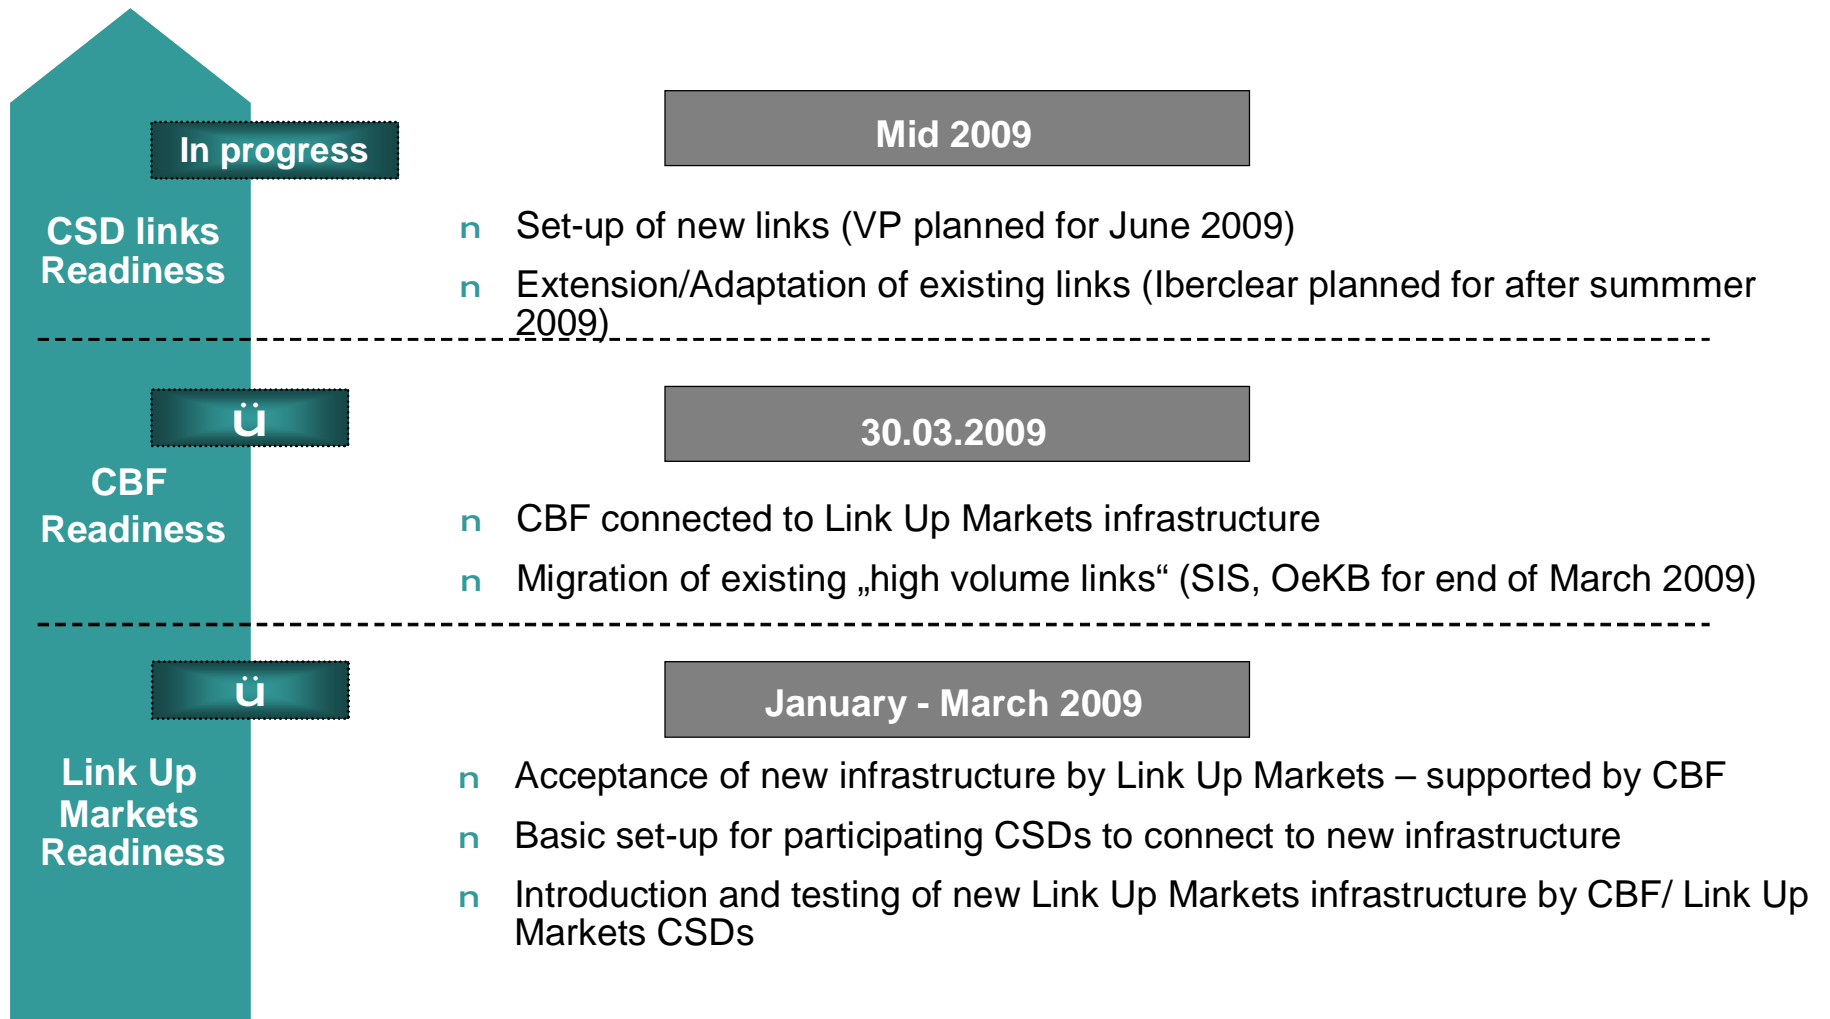 In progress
Mid 2009
CSD links
Readiness
n Set-up of new links (VP planned for June 2009)
n Extension/Adaptation of existing links (Iberclear planned for after summmer
2009)
ü
30.03.2009
CBF
Readiness
n CBF connected to Link Up Markets infrastructure
n Migration of existing „high volume links“ (SIS, OeKB for end of March 2009)
ü
January - March 2009
Link Up
Markets
Readiness
n Acceptance of new infrastructure by Link Up Markets – supported by CBF
n Basic set-up for participating CSDs to connect to new infrastructure
n Introduction and testing of new Link Up Markets infrastructure by CBF/ Link Up
Markets CSDs